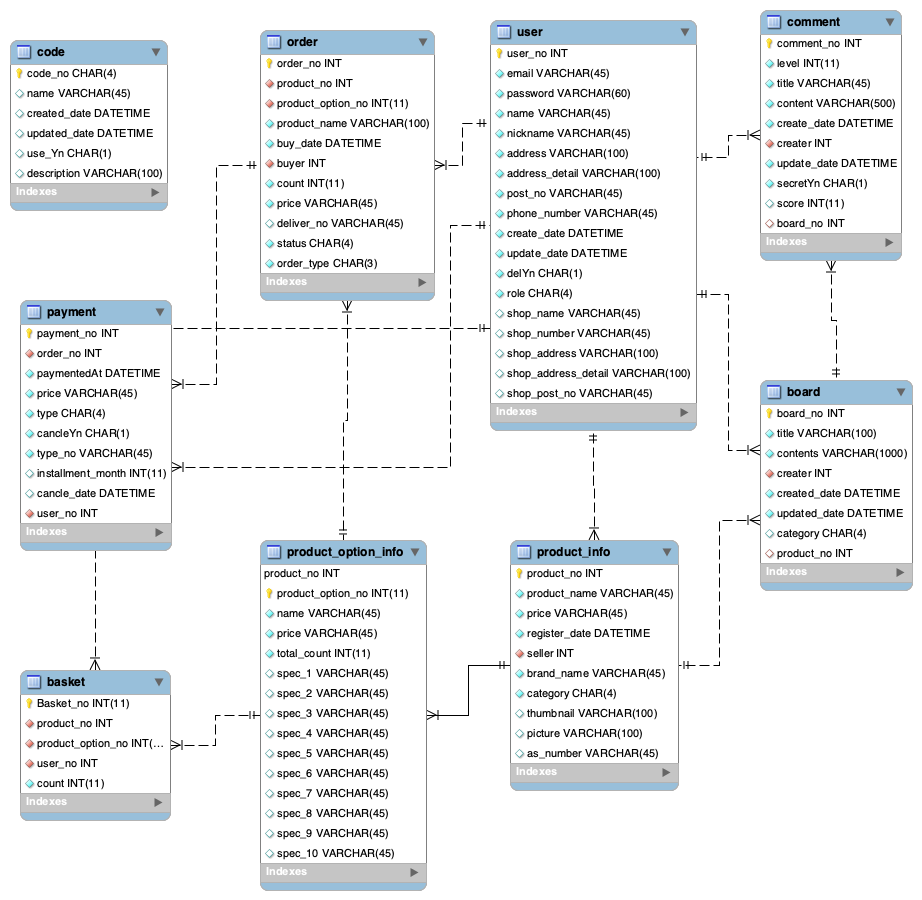 code
code_no CHAR(4)
name VARCHAR(45)
created_date DATETIME
updated_date DATETIME
use_Yn CHAR(1)
description VARCHAR(100)
Indexes
order
order_no INT
product_no INT
product_option_no INT(11)
product_name VARCHAR(100)
buy_date DATETIME
buyer INT
count INT(11)
price VARCHAR(45)
deliver_no VARCHAR(45)
status CHAR(4)
order_type CHAR(3)
Indexes
user
user_no INT
email VARCHAR(45)
password VARCHAR(60)
name VARCHAR(45)
nickname VARCHAR(45)
address VARCHAR(100)
address_detail VARCHAR(100)
post_no VARCHAR(45)
phone_number VARCHAR(45)
create_date DATETIME
update_date DATETIME
delYn CHAR(1)
role CHAR(4)
shop_name VARCHAR(45)
shop_number VARCHAR(45)
shop_address VARCHAR(100)
shop_address_detail VARCHAR(100)
shop_post_no VARCHAR(45)
Indexes
comment
comment_no INT
level INT(11)
title VARCHAR(45)
content VARCHAR(500)
create_date DATETIME
creater INT
update_date DATETIME
secretYn CHAR(1)
score INT(11)
board_no INT
Indexes
payment
payment_no INT
order_no INT
paymentedAt DATETIME
price VARCHAR(45)
type CHAR(4)
cancleYn CHAR(1)
type_no VARCHAR(45)
installment_month INT(11)
cancle_date DATETIME
user_no INT
Indexes
board
board_no INT
title VARCHAR(100)
contents VARCHAR(1000)
creater INT
created_date DATETIME
updated_date DATETIME
category CHAR(4)
product_no INT
Indexes
basket
Basket_no INT(11)
product_no INT
product_option_no INT(...
user_no INT
count INT(11)
Indexes
product_option_info
product_no INT
product_option_no INT(11)
name VARCHAR(45)
price VARCHAR(45)
total_count INT(11)
spec_1 VARCHAR(45)
spec_2 VARCHAR(45)
spec_3 VARCHAR(45)
spec_4 VARCHAR(45)
spec_5 VARCHAR(45)
spec_6 VARCHAR(45)
spec_7 VARCHAR(45)
spec_8 VARCHAR(45)
spec_9 VARCHAR(45)
spec_10 VARCHAR(45)
Indexes
product_info
product_no INT
product_name VARCHAR(45)
price VARCHAR(45)
register_date DATETIME
seller INT
brand_name VARCHAR(45)
category CHAR(4)
thumbnail VARCHAR(100)
picture VARCHAR(100)
as_number VARCHAR(45)
Indexes